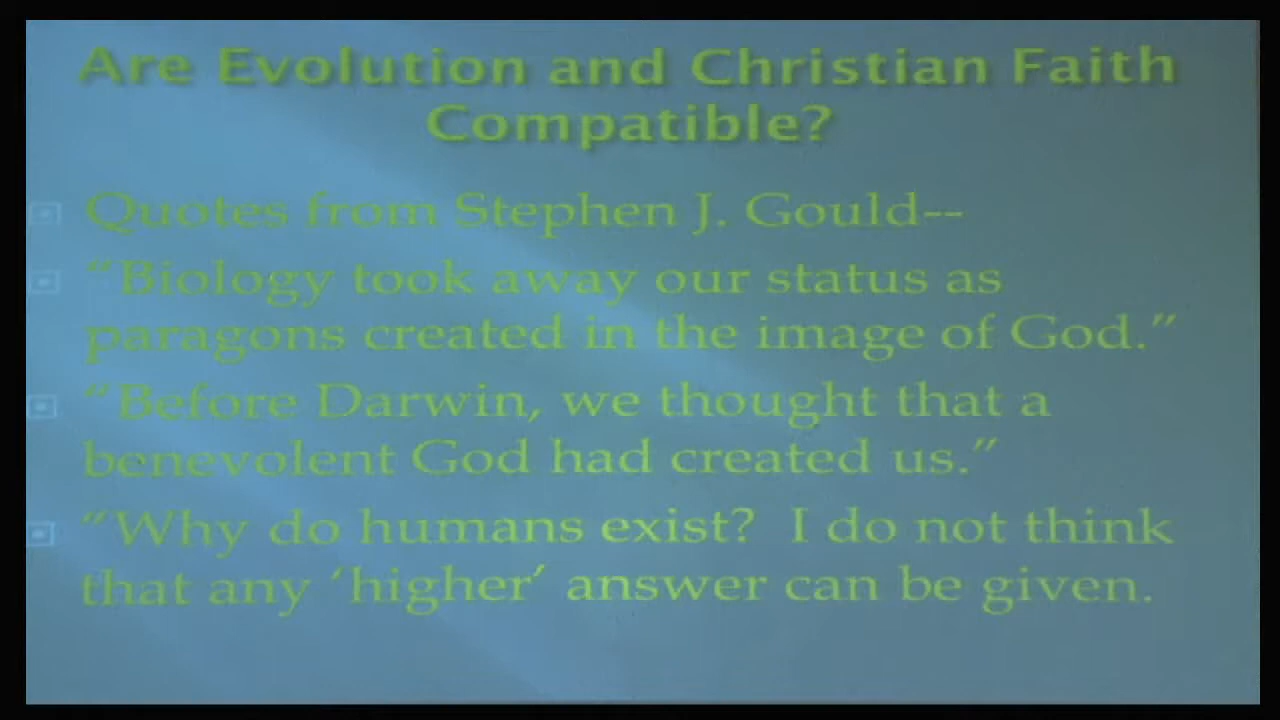 Are Evolution and Christian Faith
Compatible?
Quotes from Stephen J. Gould--
“Biology took away our status as
paragons created in the image of God.”
“Before Darwin, we thought that a
benevolent God had created us.”
“Why do humans exist?  I do not think
that any ‘higher’ answer can be given.